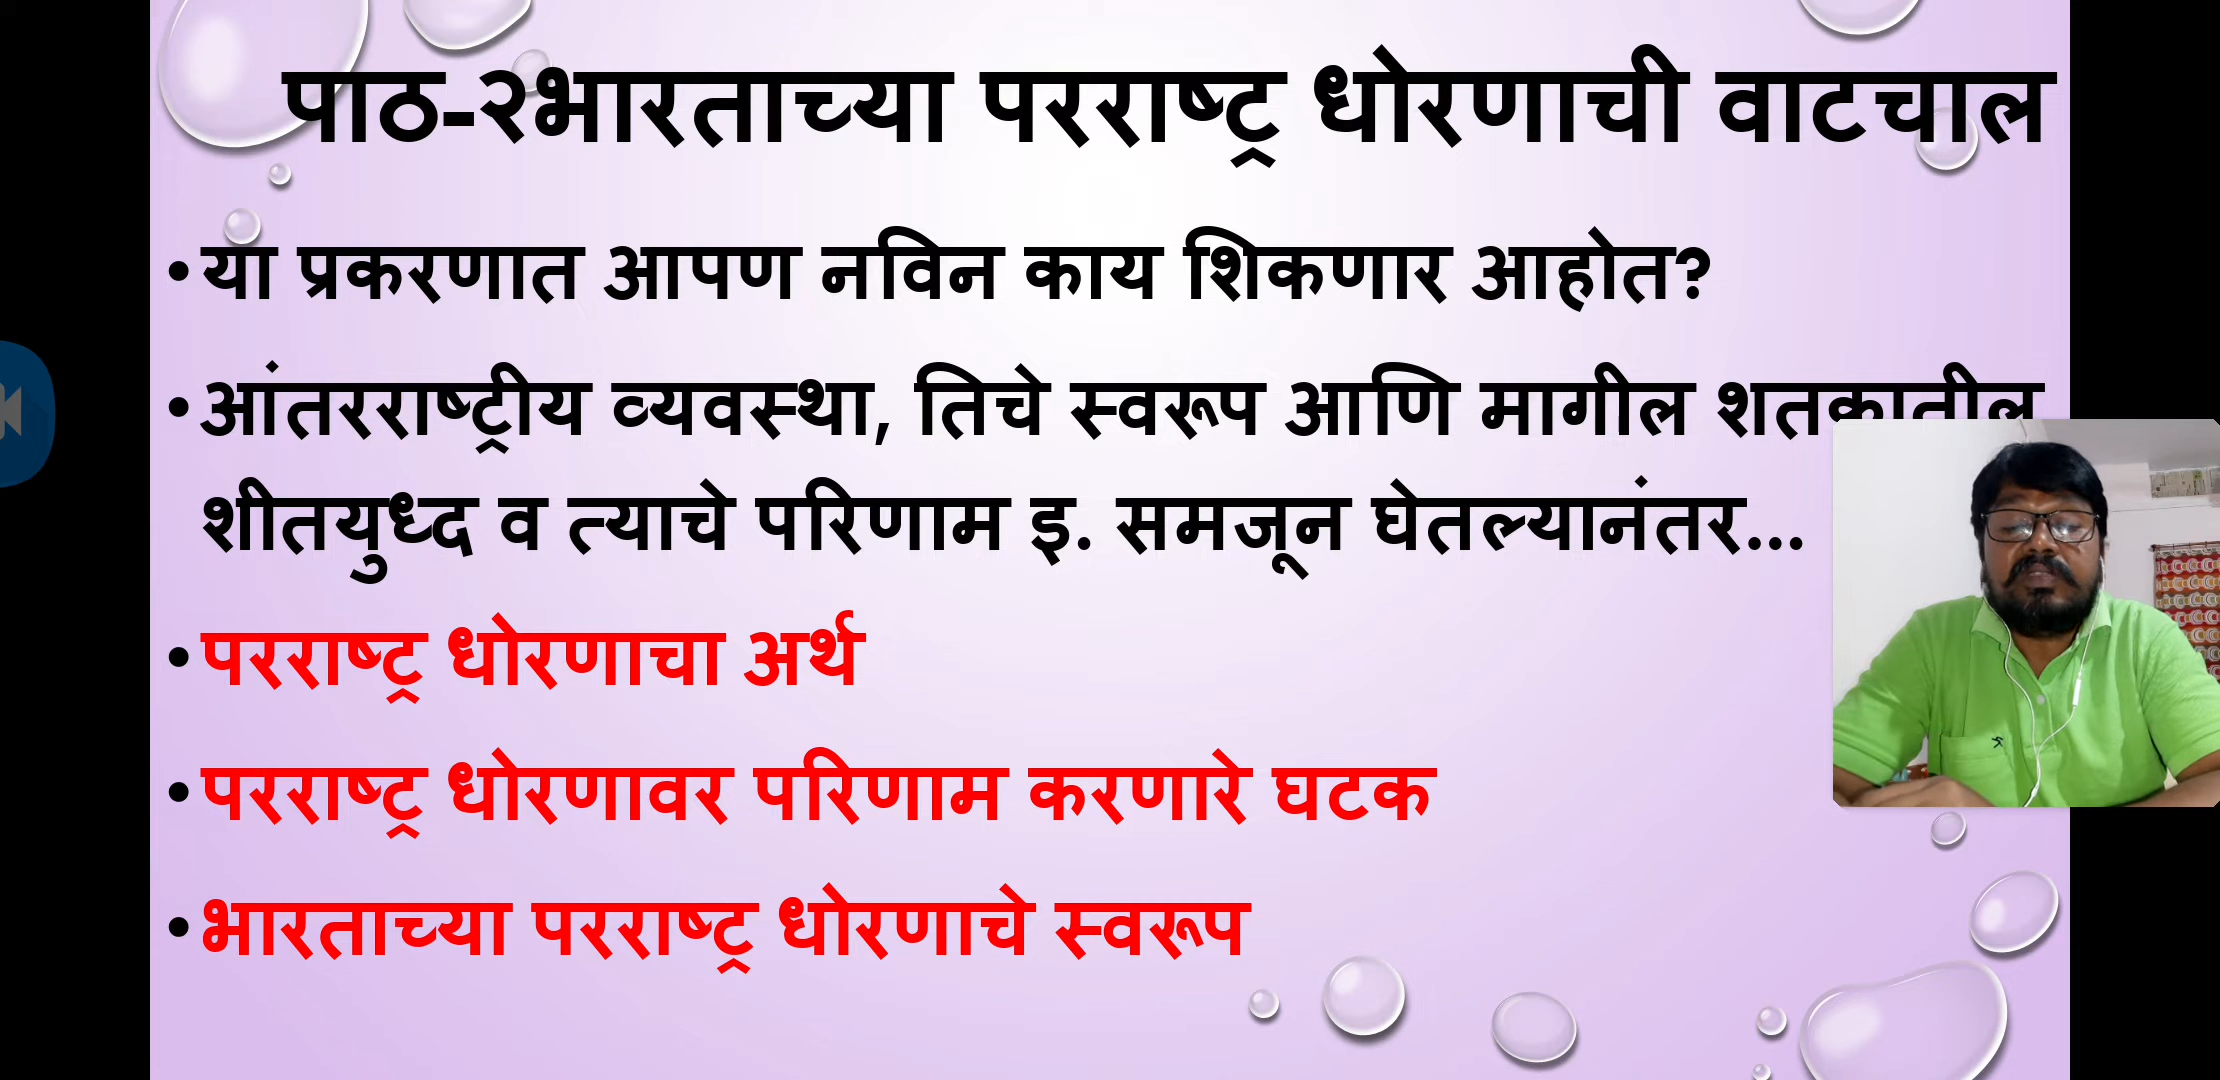 पाठ-२भारताच्या परराष्ट्र धोरणाची वाटचाल
• या प्रकरणात आपण नविन काय शिकणार आहोत?
• आंतरराष्ट्रीय व्यवस्था, तिचे स्वरूप आणि मागील शतकातील
शीतयुध्द व त्याचे परिणाम इ. समजून घेतल्यानंतर...
• परराष्ट्र धोरणाचा अर्थ
• परराष्ट्र धोरणावर परिणाम करणारे घटक
• भारताच्या परराष्ट्र धोरणाचे स्वरूप